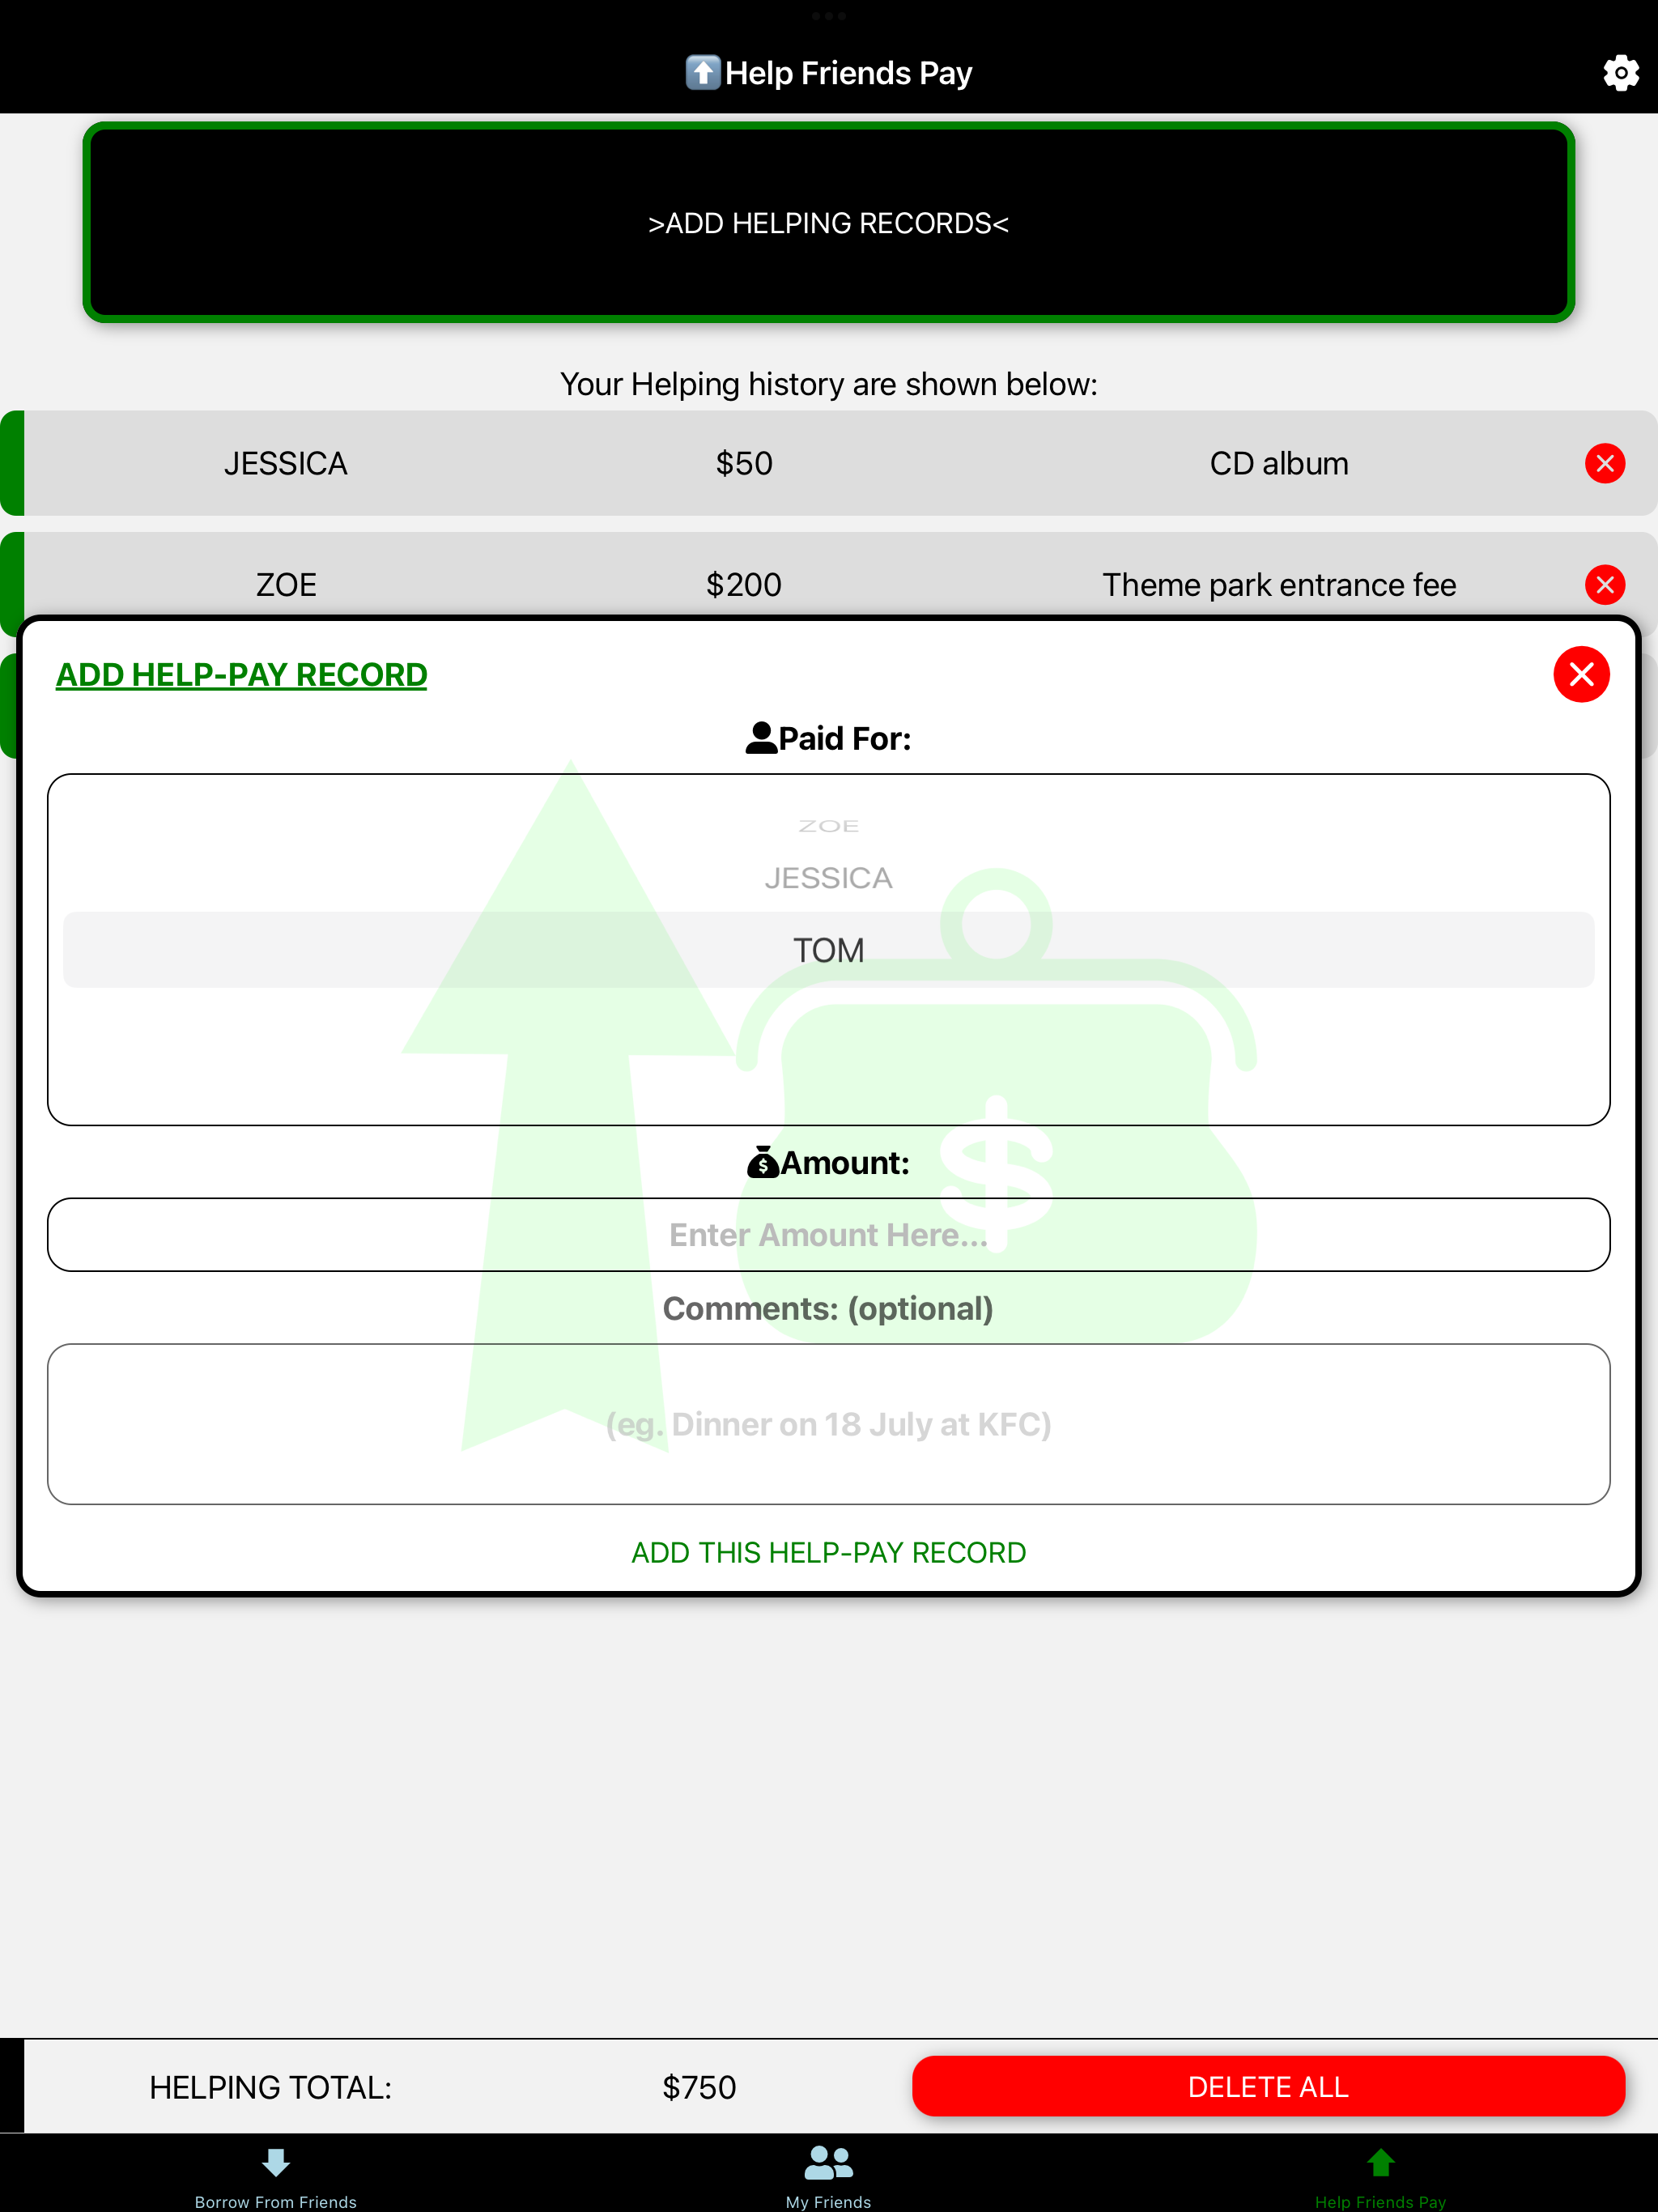 Help Friends Pay
>ADD HELPING RECORDS<
Your Helping history are shown below:
JESSICA $50 CD album
ZOE $200 Theme park entrance fee
ADD HELP-PAY RECORD
Paid For:
ZOE
JESSICA
TOM
Amount:
Enter Amount Here...
Comments: (optional)
(eg. Dinner on 18 July at KFC)
ADD THIS HELP-PAY RECORD
HELPING TOTAL: $750 DELETE ALL
Borrow From Friends My Friends Help Friends Pay